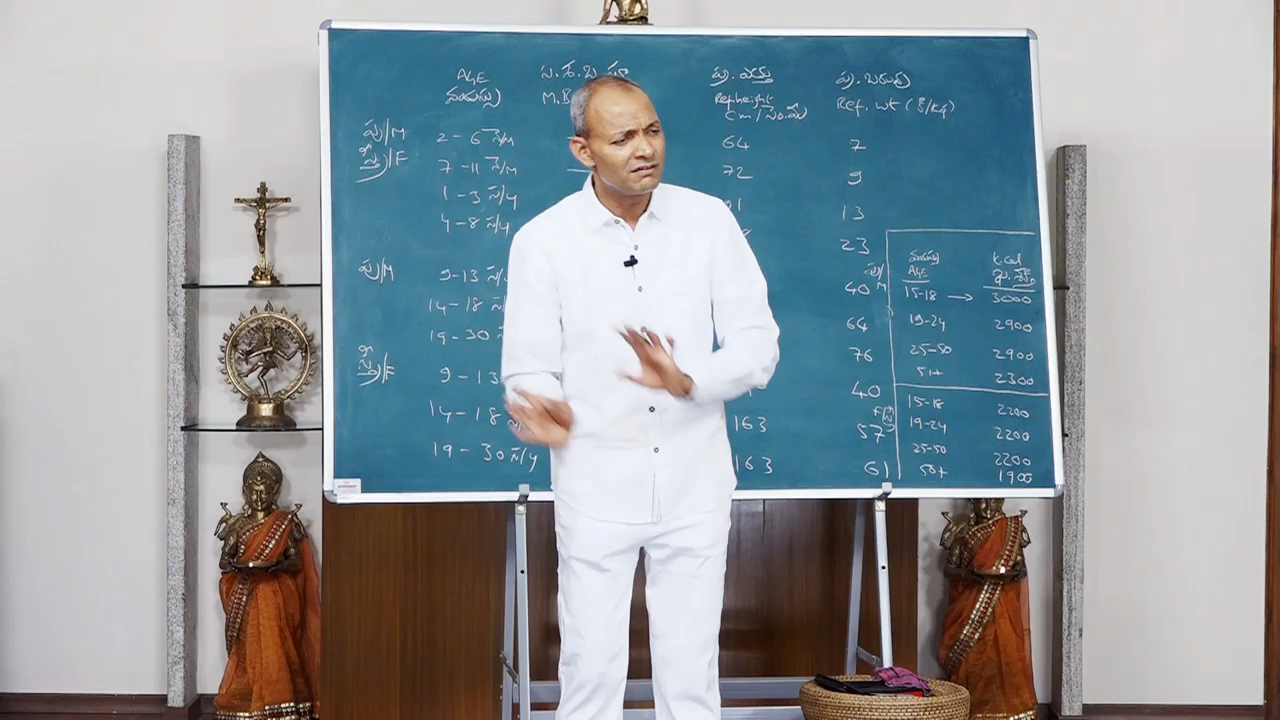 AGE M.B Ref height Ref. wt (కి/kg)
వయస్సు cm/సెం.మీ
పు/M 2-6 నె/M 64 7
స్త్రీ/F 7-11 నె/M 72 9
1-3 సం/Y 13
4-8 సం/Y 23
వయస్సు kcal
AGE
పు/M 9-13 40 పు/M 15-18 → 3000
14-18 64 19-24 2900
19-30 76 25-50 2900
51+ 2300
స్త్రీ/F 9-13 40 15-18 2200
14-18 163 57 19-24 2200
25-50 2200
19-30 సం/Y 163 61 50+ 1900